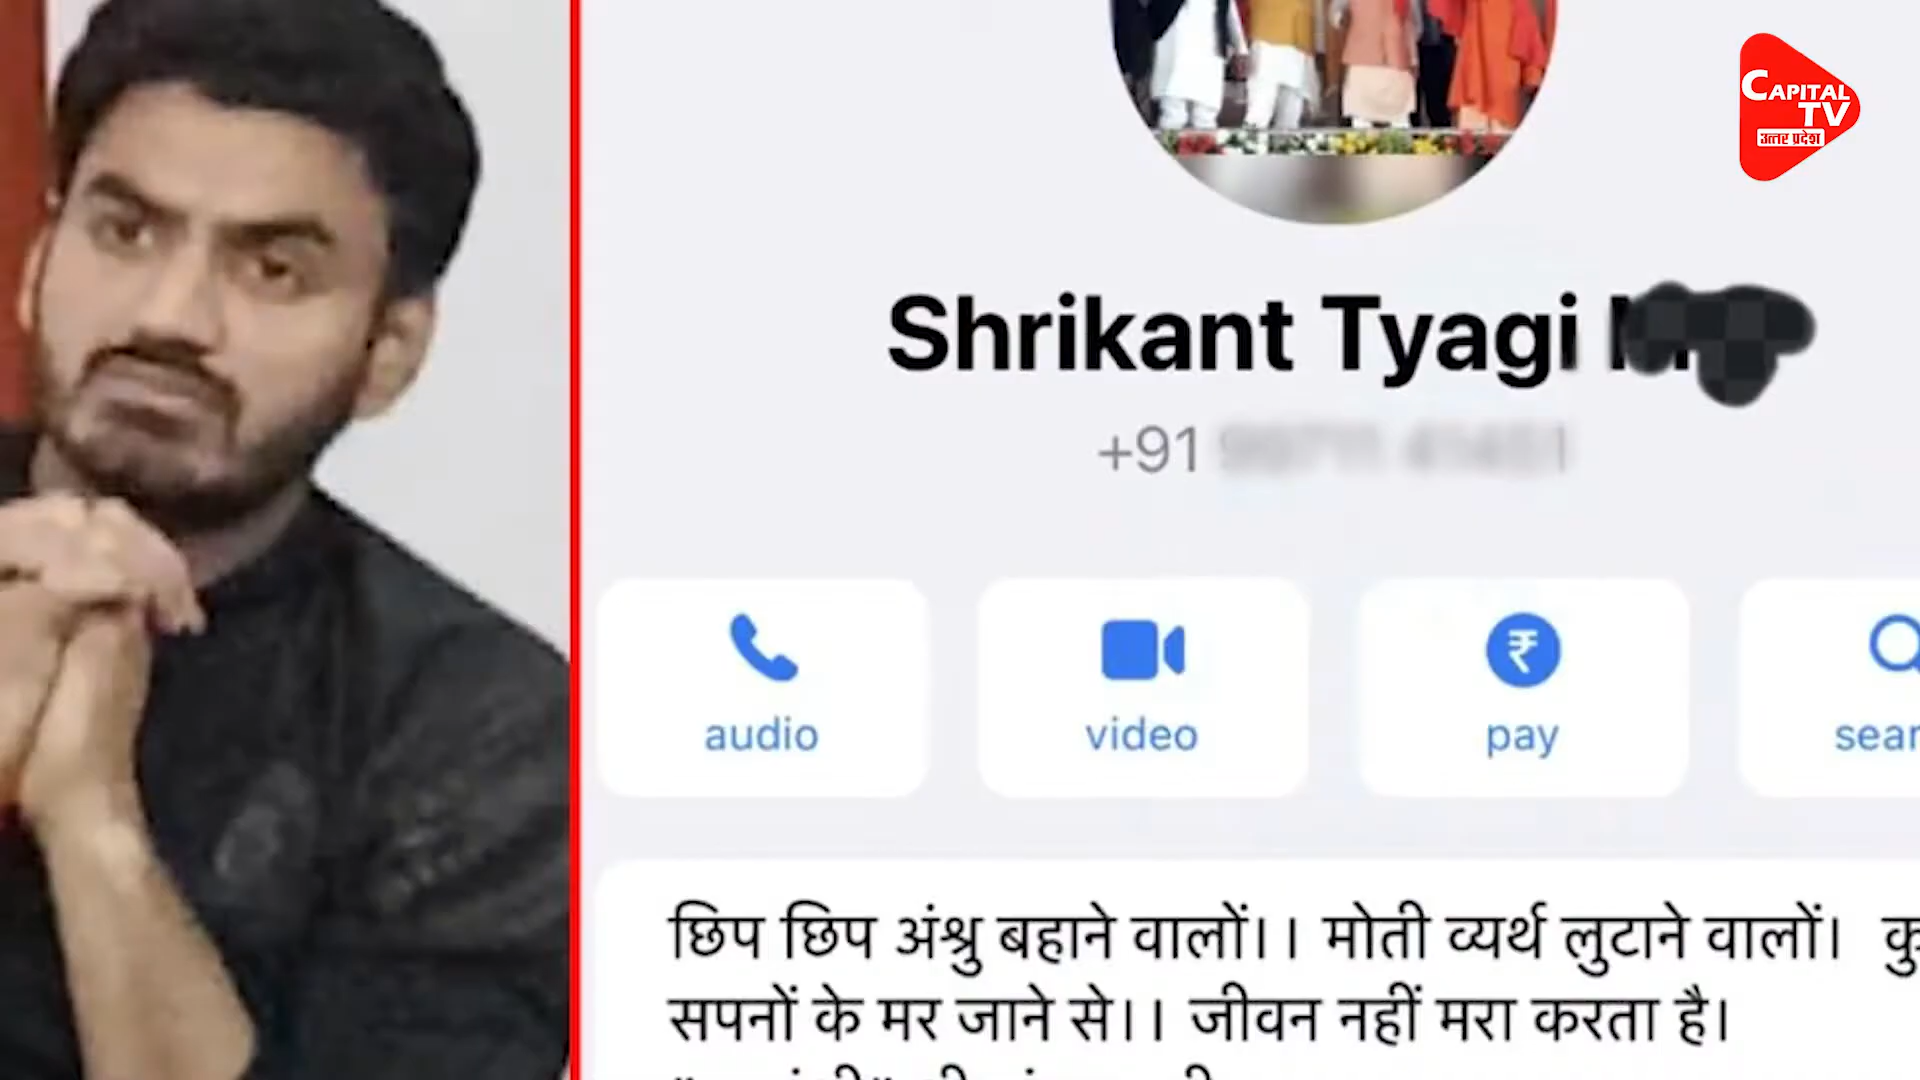 CAPITAL
TV
उत्तर प्रदेश
Shrikant Tyagi
+91
audio
video
pay
sear
छिप छिप अंश्रु बहाने वालों।। मोती व्यर्थ लुटाने वालों। कु
सपनों के मर जाने से।। जीवन नहीं मरा करता है।